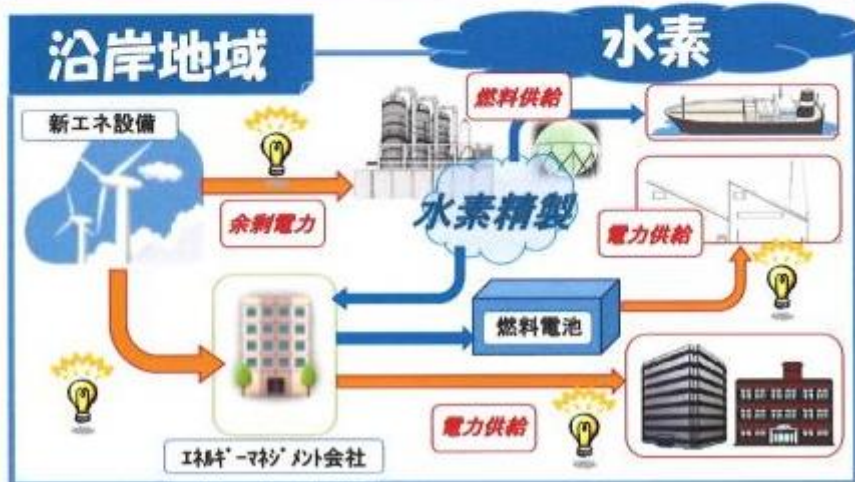 沿岸地域
水素
新エネ設備
燃料供給
余剰電力
水素精製
電力供給
燃料電池
電力供給
エネルギーマネジメント会社